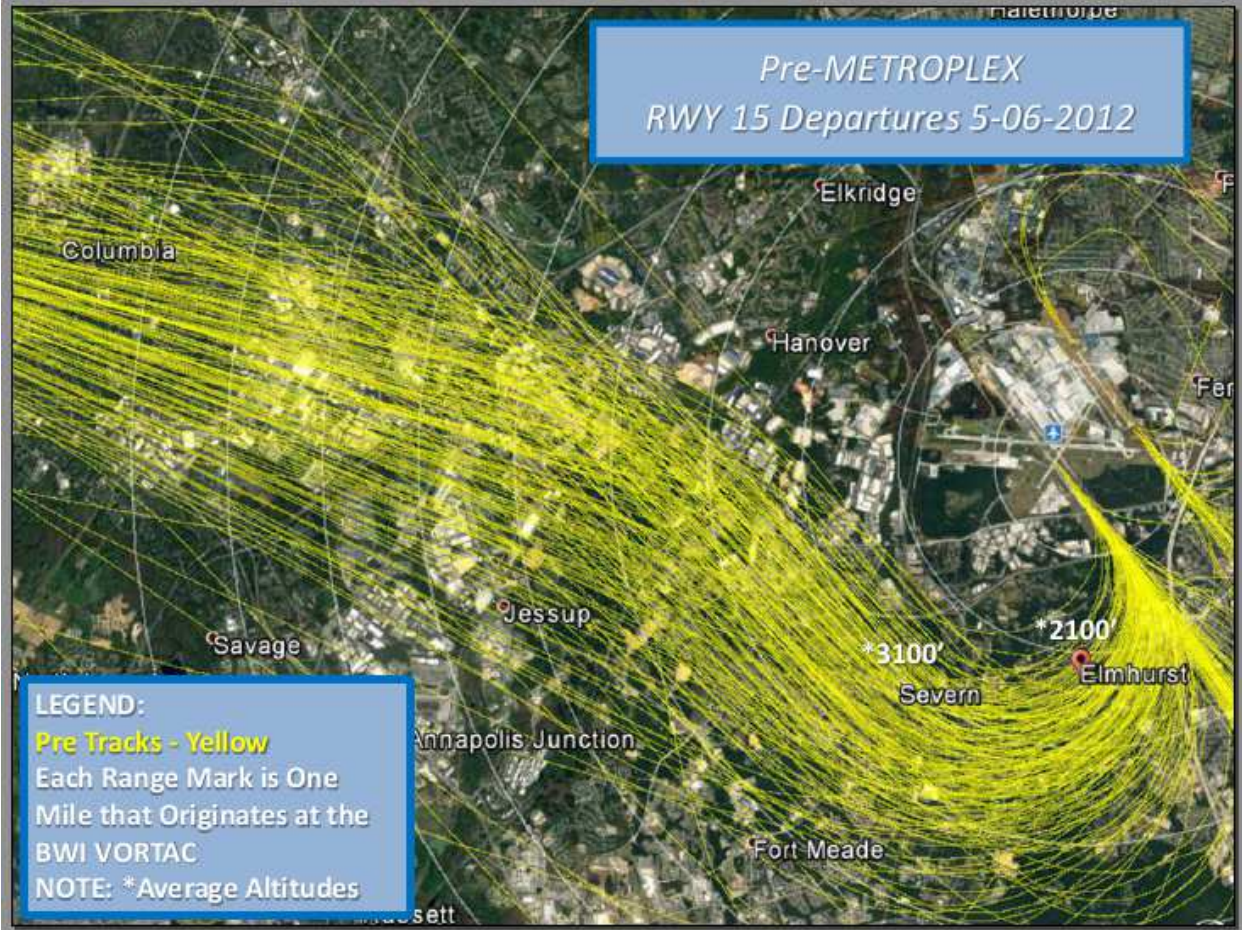 Halethorpe
Pre-METROPLEX
RWY 15 Departures 5-06-2012
Elkridge
Columbia
Hanover
Fer
*2100'
Jessup
*3100'
Savage
Elmhurst
Severn
LEGEND:
Pre Tracks - Yellow
Each Range Mark is One
Mile that Originates at the
BWI VORTAC
NOTE: *Average Altitudes
Annapolis Junction
Fort Meade